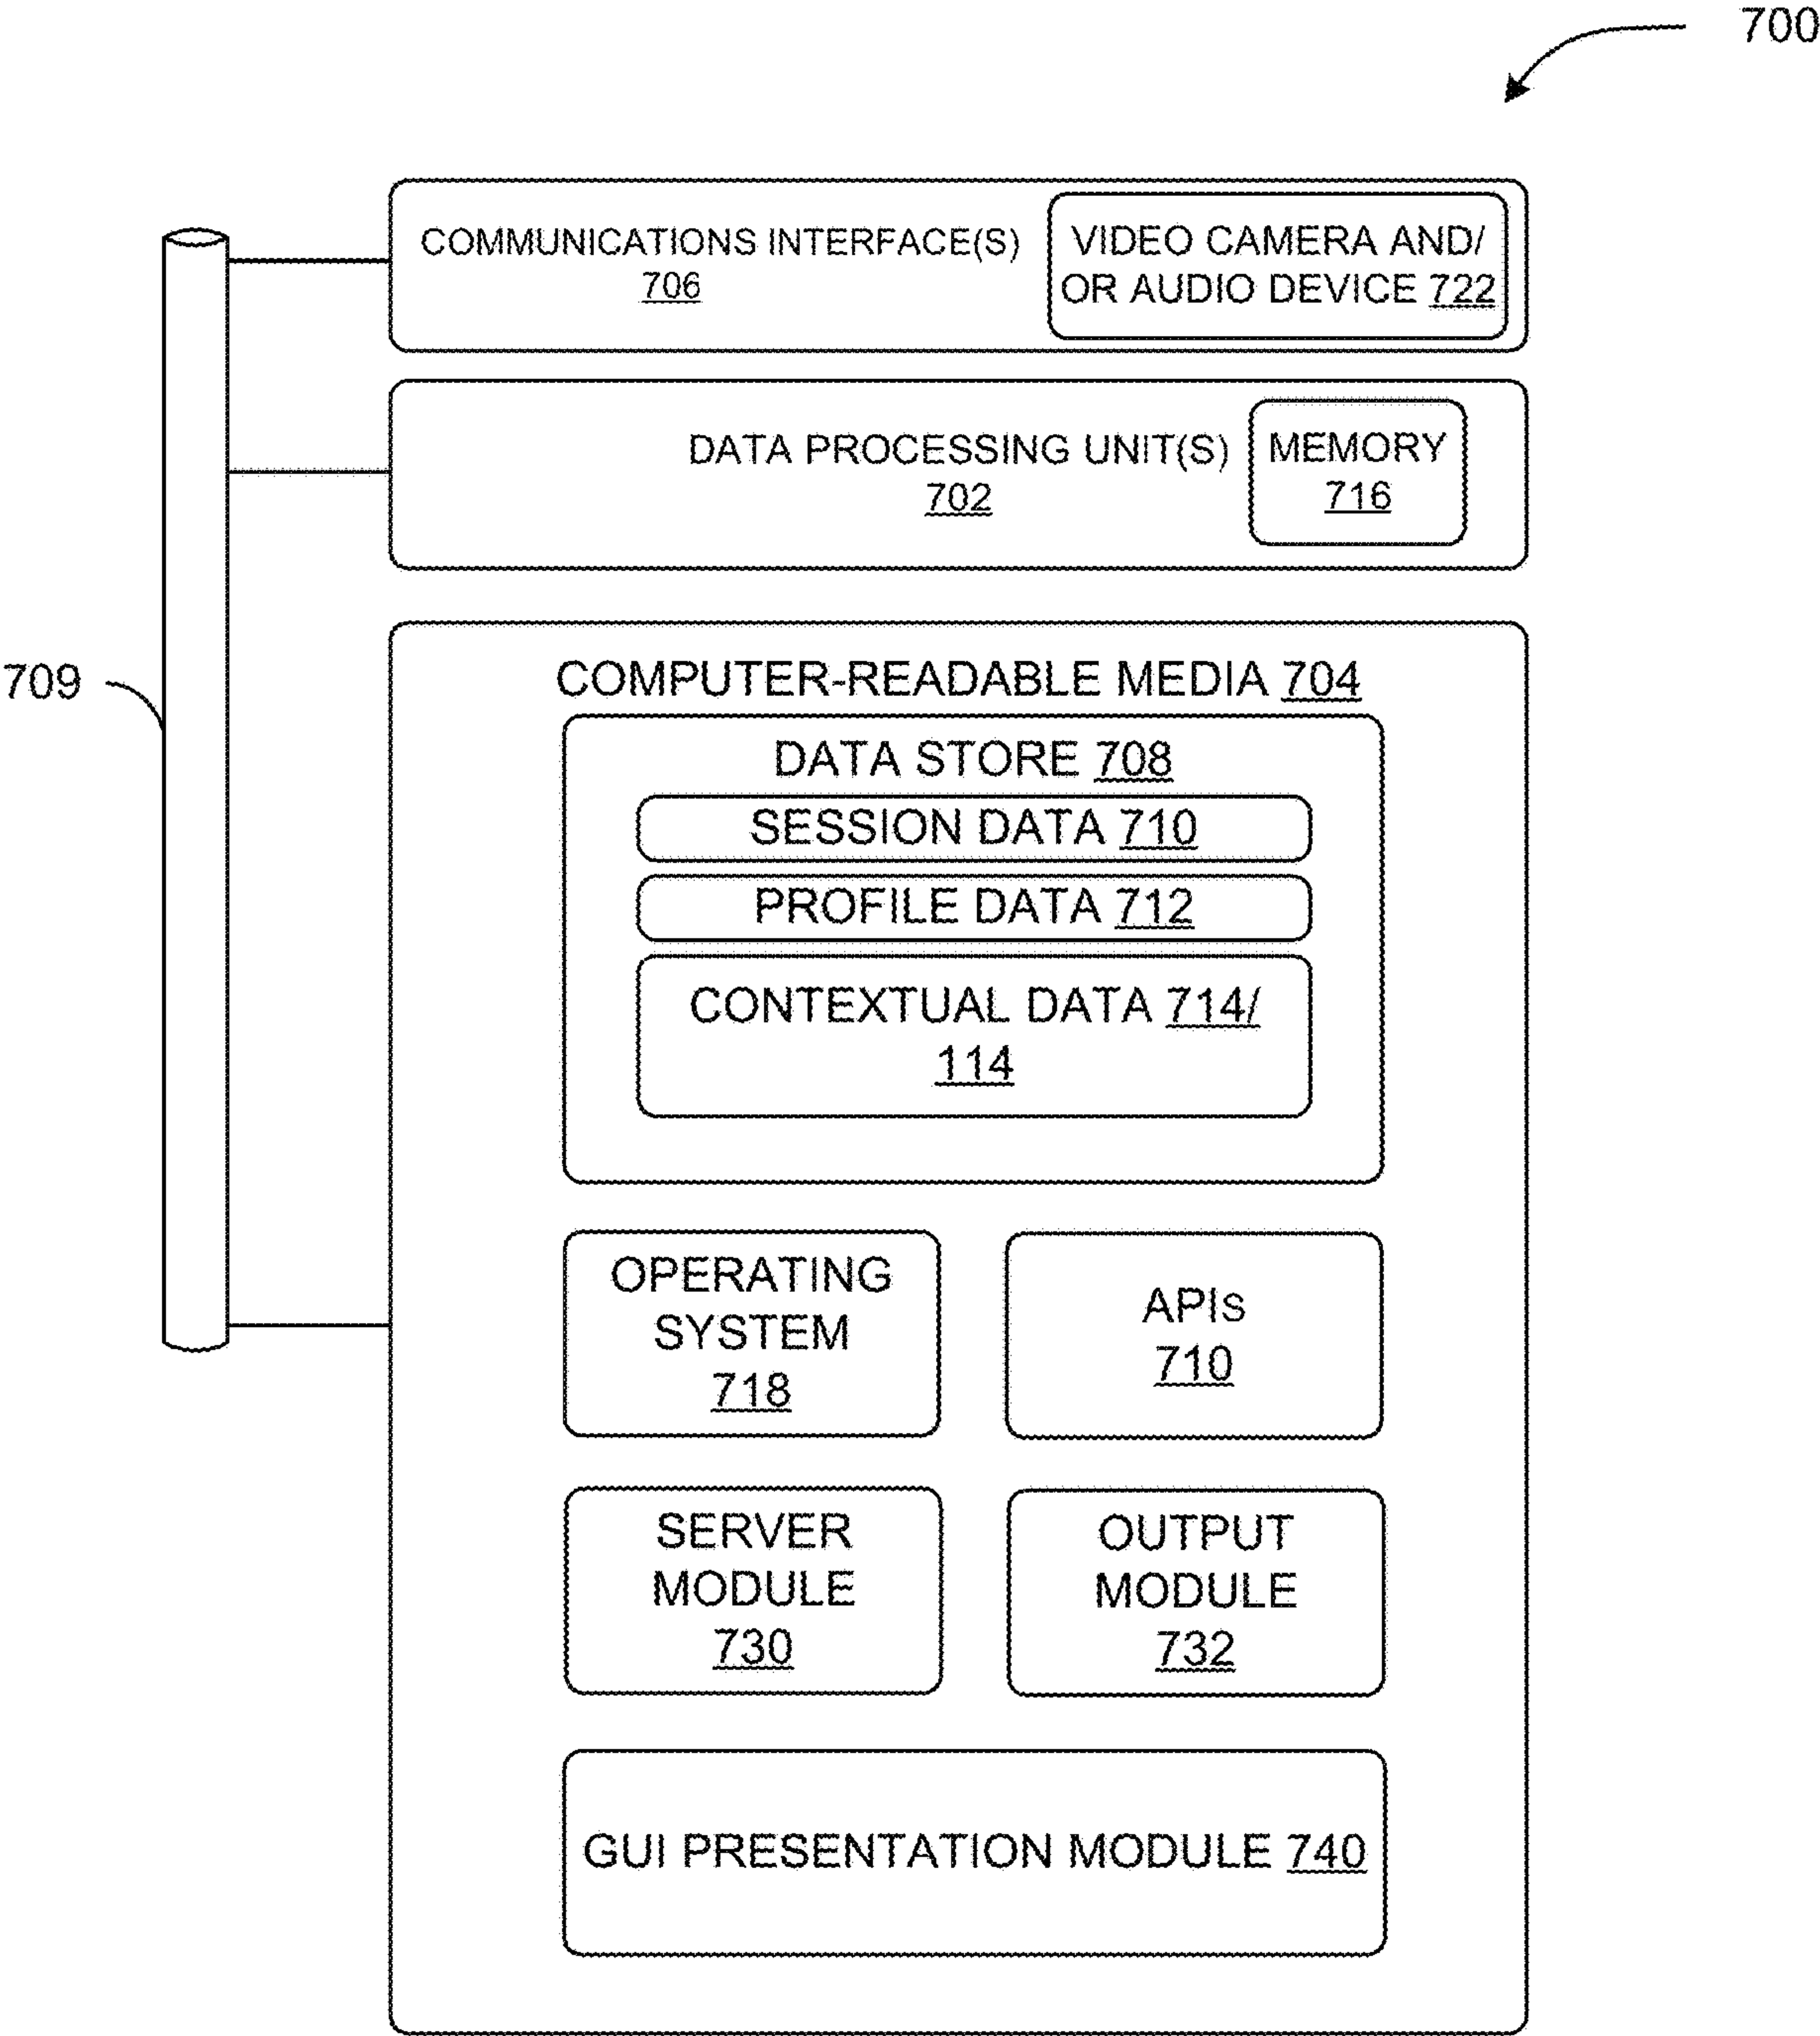 700
COMMUNICATIONS INTERFACE(S)
706
VIDEO CAMERA AND/
OR AUDIO DEVICE 722
DATA PROCESSING UNIT(S)
702
MEMORY
716
709
COMPUTER-READABLE MEDIA 704
DATA STORE 708
SESSION DATA 710
PROFILE DATA 712
CONTEXTUAL DATA 714/
114
OPERATING
SYSTEM
718
APIs
710
SERVER
MODULE
730
OUTPUT
MODULE
732
GUI PRESENTATION MODULE 740